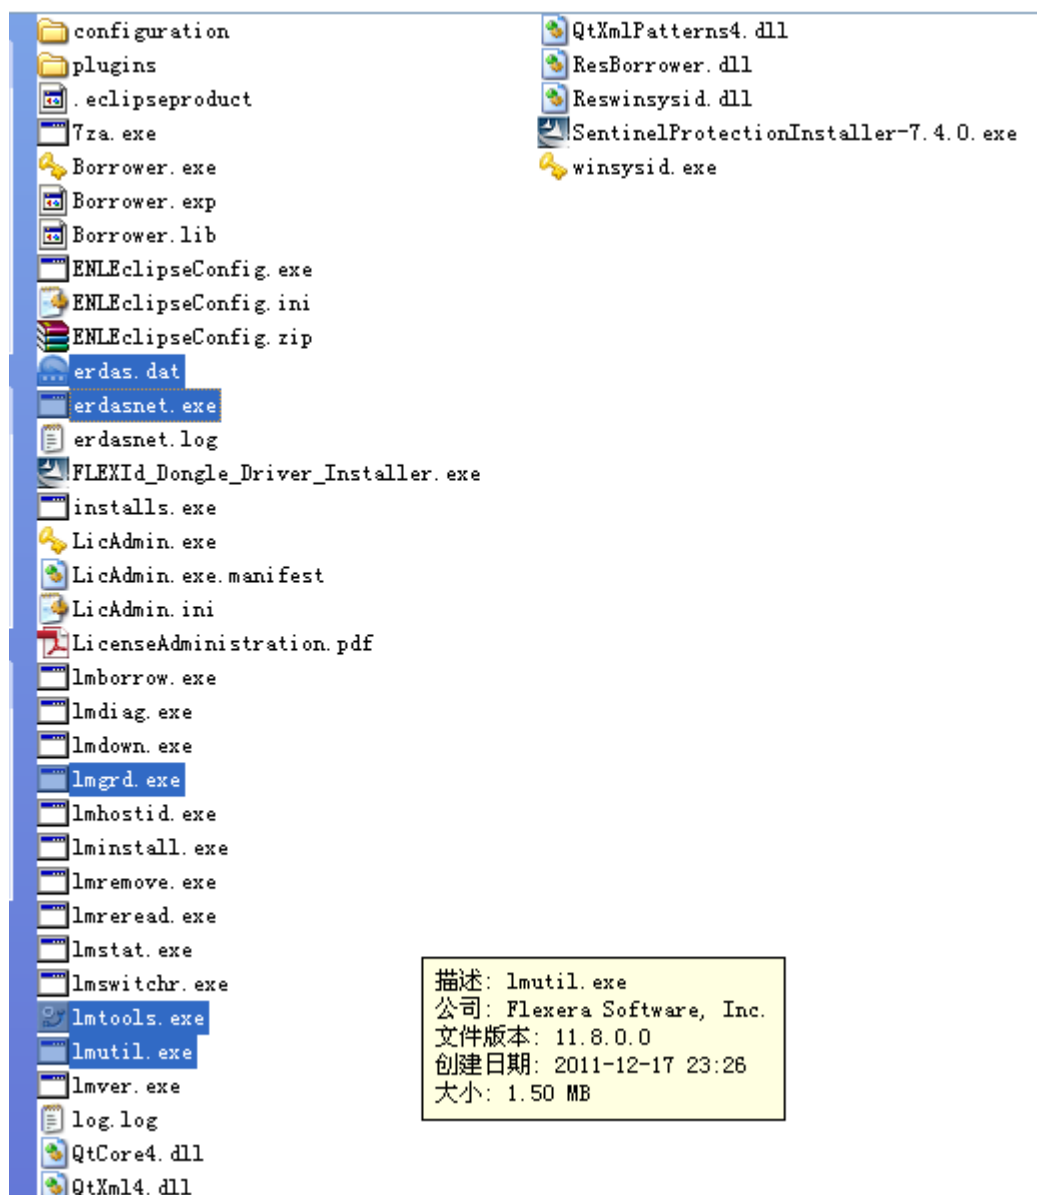 configuration
plugins
.eclipseproduct
7za.exe
Borrower.exe
Borrower.exp
Borrower.lib
ENLEclipseConfig.exe
ENLEclipseConfig.ini
ENLEclipseConfig.zip
erdas.dat
erdasnet.exe
erdasnet.log
FLEXId_Dongle_Driver_Installer.exe
installs.exe
LicAdmin.exe
LicAdmin.exe.manifest
LicAdmin.ini
LicenseAdministration.pdf
lmborrow.exe
lmdiag.exe
lmdown.exe
lmgrd.exe
lmhostid.exe
lminstall.exe
lmremove.exe
lmreread.exe
lmstat.exe
lmswitchr.exe
lmtools.exe
lmutil.exe
lmver.exe
log.log
QtCore4.dll
QtXml4.dll
QtXmlPatterns4.dll
ResBorrower.dll
Reswinsysid.dll
SentinelProtectionInstaller-7.4.0.exe
winsysid.exe
描述: lmutil.exe
公司: Flexera Software, Inc.
文件版本: 11.8.0.0
创建日期: 2011-12-17 23:26
大小: 1.50 MB